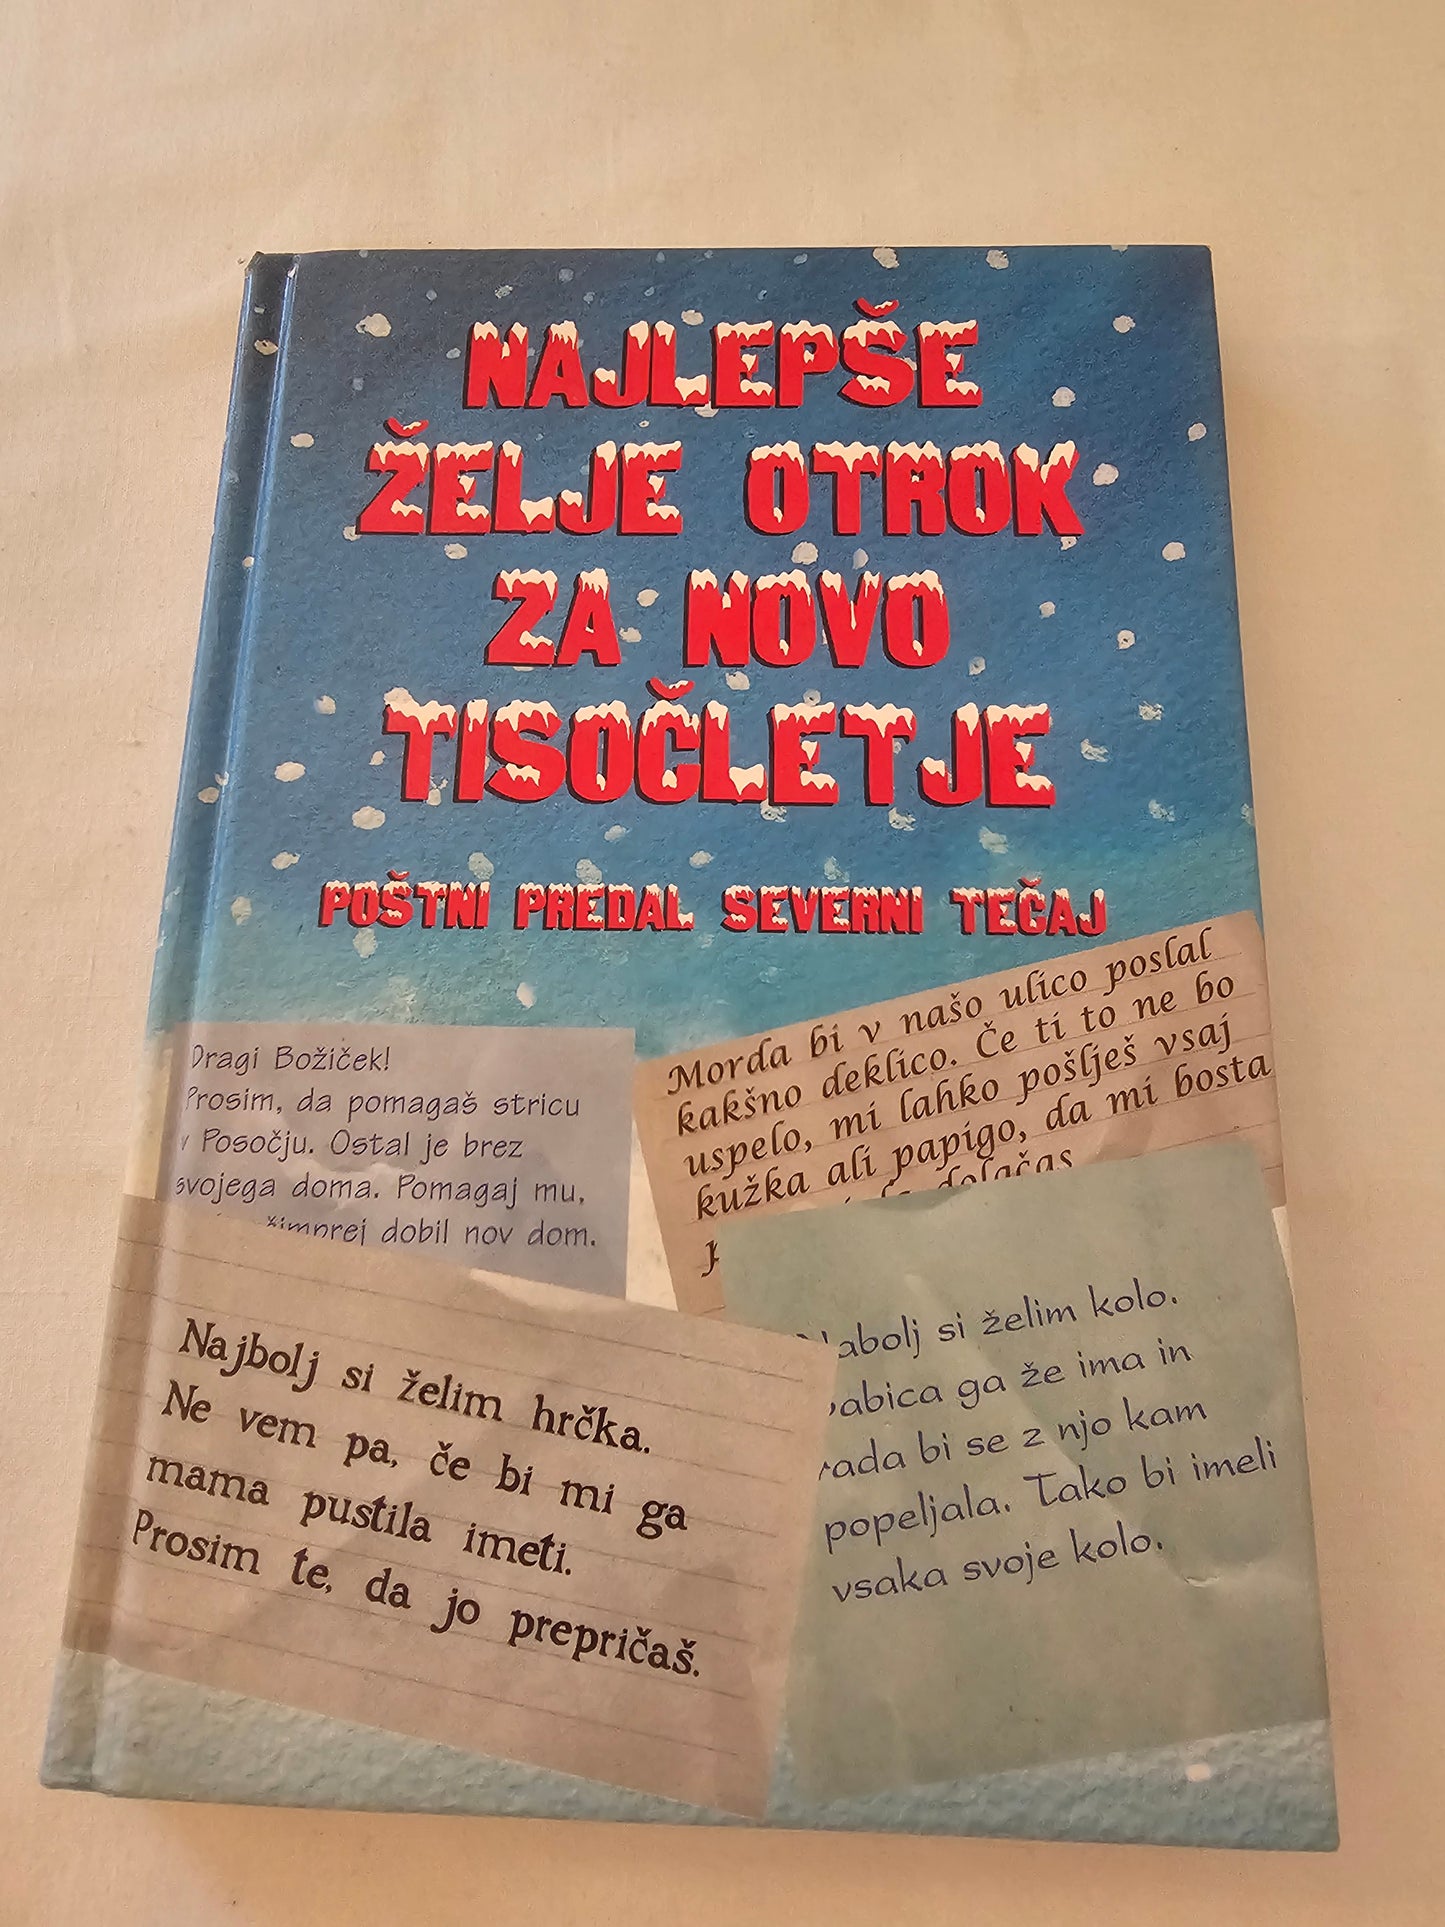 NAJLEPŠE
ŽELJE OTROK
ZA NOVO
TISOČLETJE
POŠTNI PREDAL SEVERNI TEČAJ
Dragi Božiček!
Prosim, da pomagaš stricu
v Posočju. Ostal je brez
svojega doma. Pomagaj mu,
čimprej dobil nov dom.
Morda bi v našo ulico poslal
kakšno deklico. Če ti to ne bo
uspelo, mi lahko pošlješ vsaj
kužka ali papigo, da mi bosta
Najbolj si želim hrčka.
Ne vem pa, če bi mi ga
mama pustila imeti.
Prosim te, da jo prepričaš.
Nabolj si želim kolo.
babica ga že ima in
rada bi se z njo kam
popeljala. Tako bi imeli
vsaka svoje kolo.